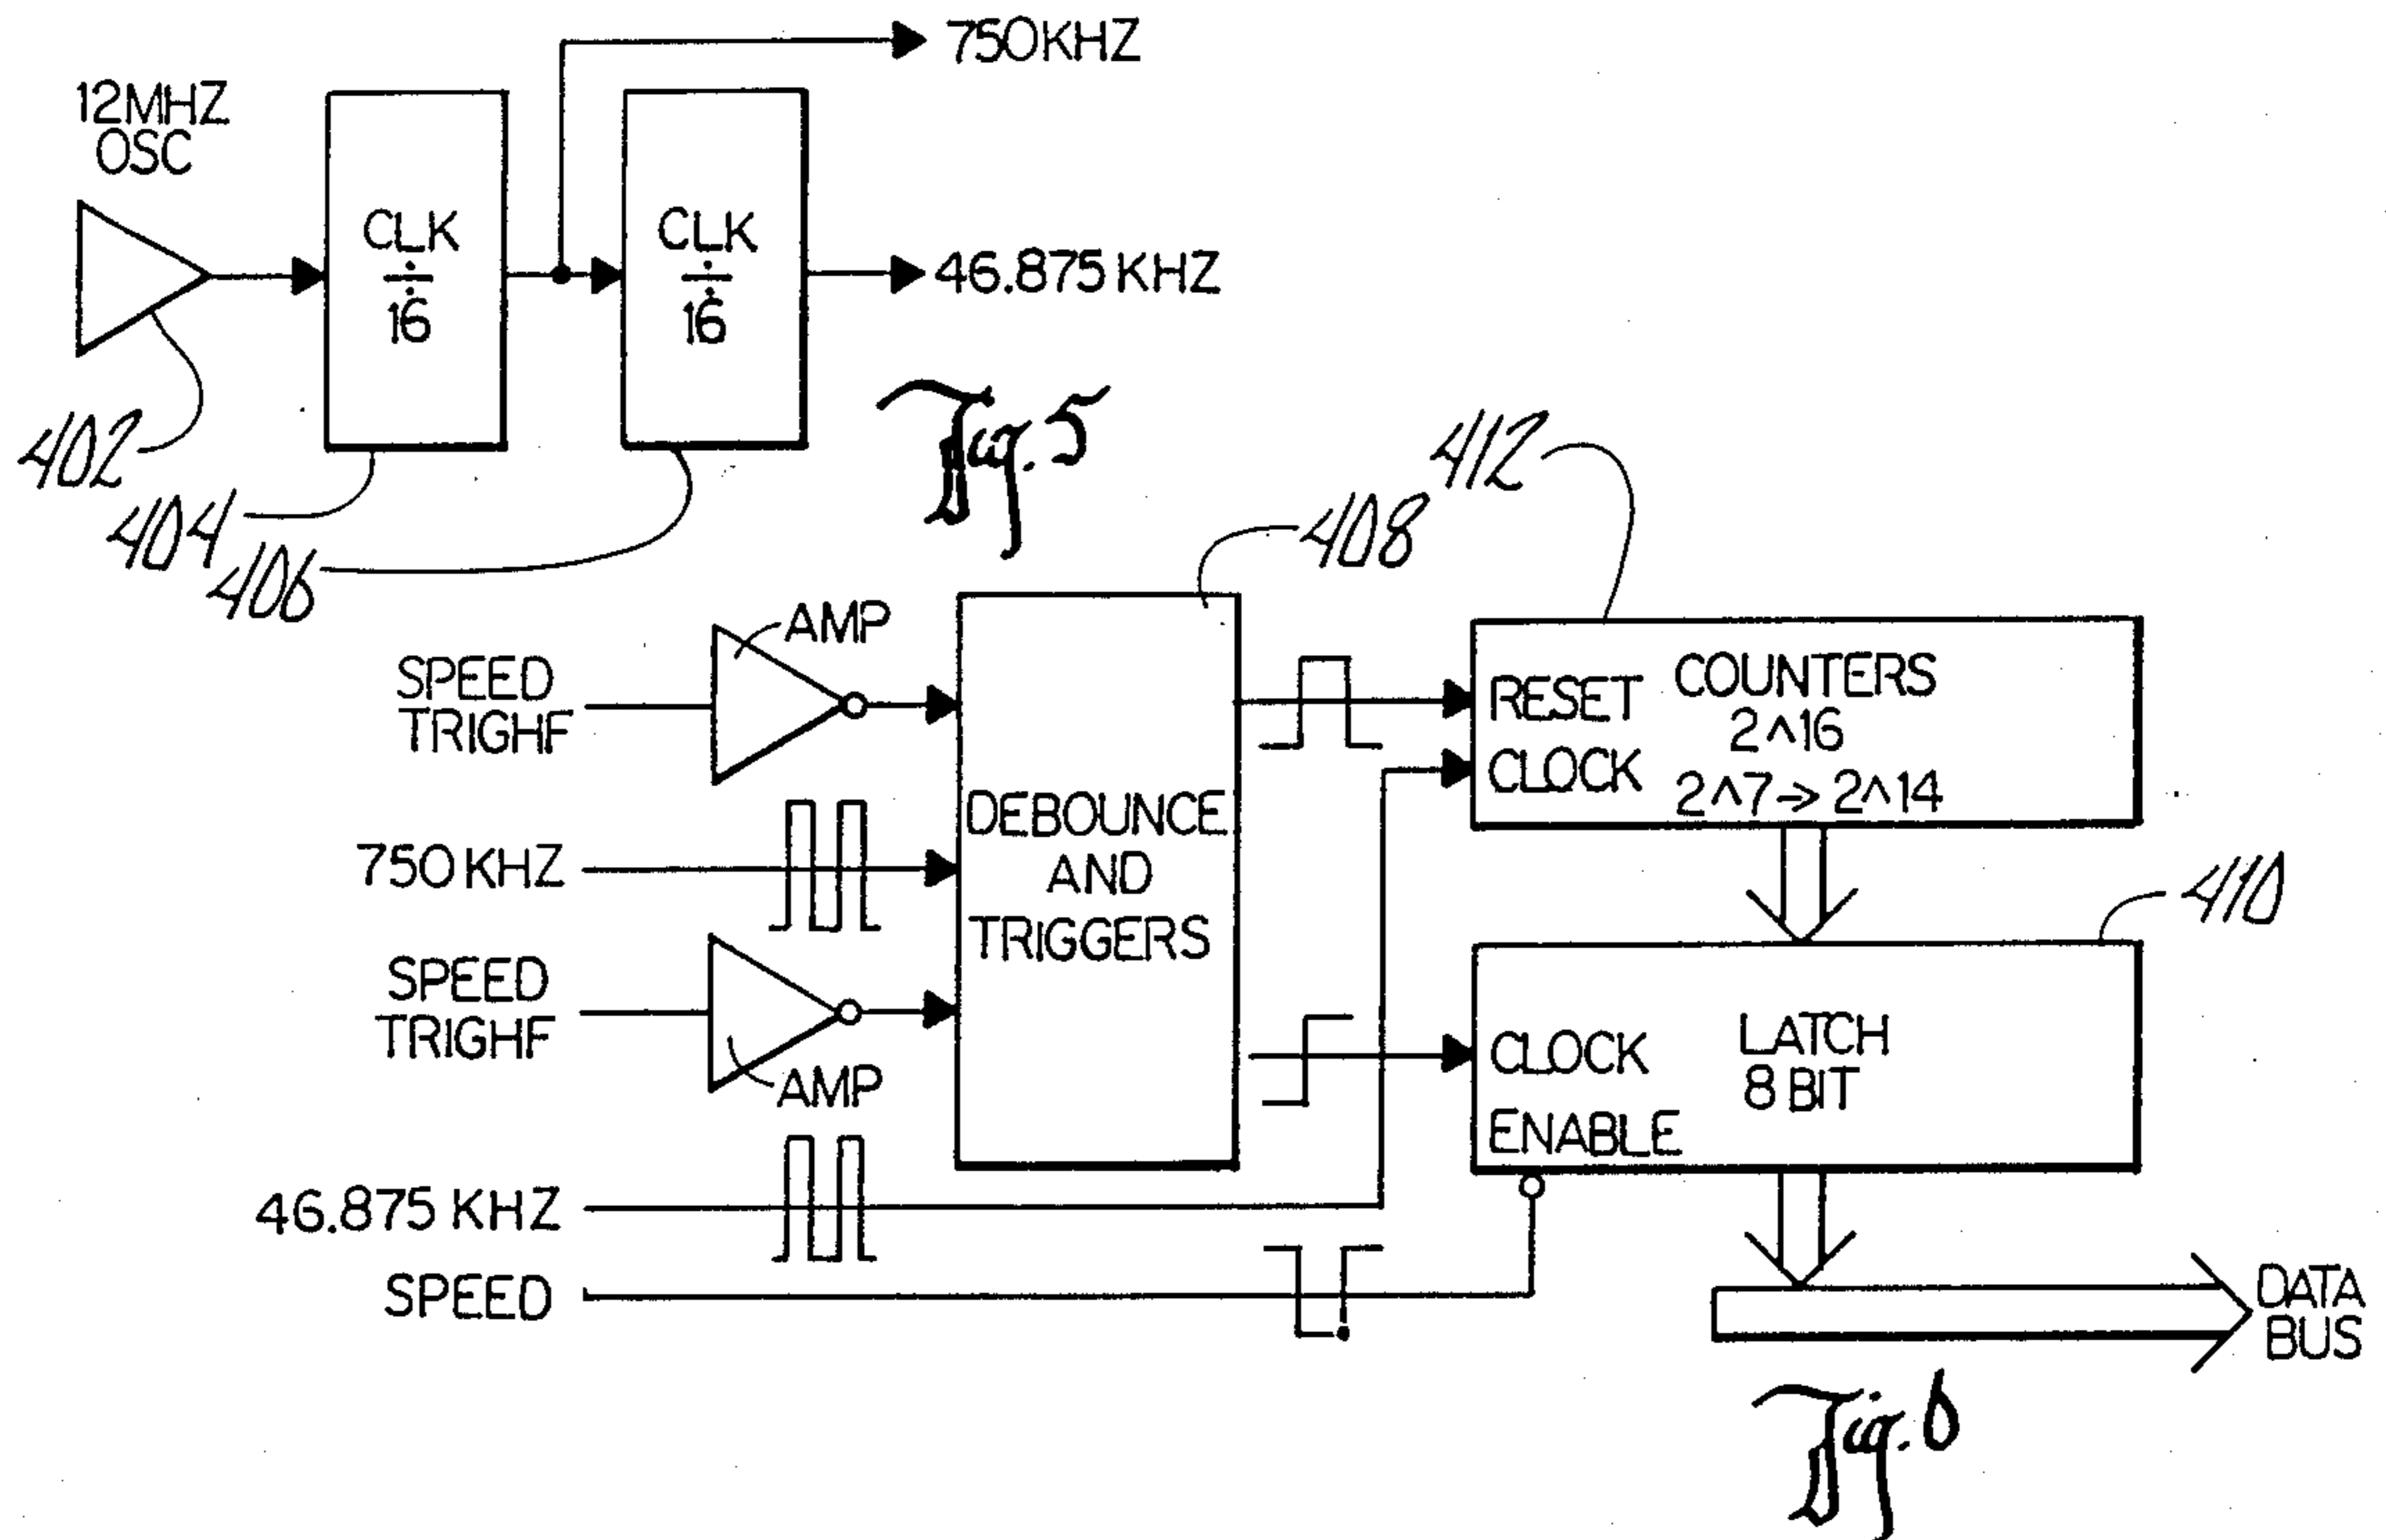 750KHZ
12MHZ
OSC
CLK
÷
16
CLK
÷
16
46.875 KHZ
402
404
406
Fig. 5
412
408
AMP
SPEED
TRIGHF
RESET
COUNTERS
2^16
CLOCK
2^7→2^14
750 KHZ
DEBOUNCE
AND
TRIGGERS
410
SPEED
TRIGHF
AMP
CLOCK
LATCH
8 BIT
ENABLE
46.875 KHZ
SPEED
DATA
BUS
Fig. 6